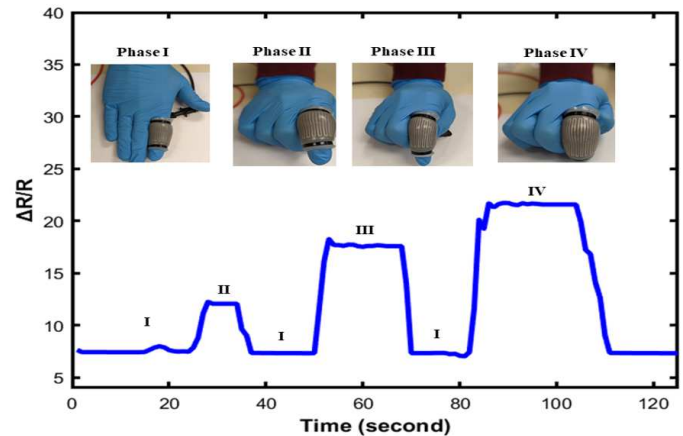 40
35
30
25
20
15
10
5
ΔR/R
Phase I Phase II Phase III Phase IV
I
II
I
III
I
IV
0 20 40 60 80 100 120
Time (second)